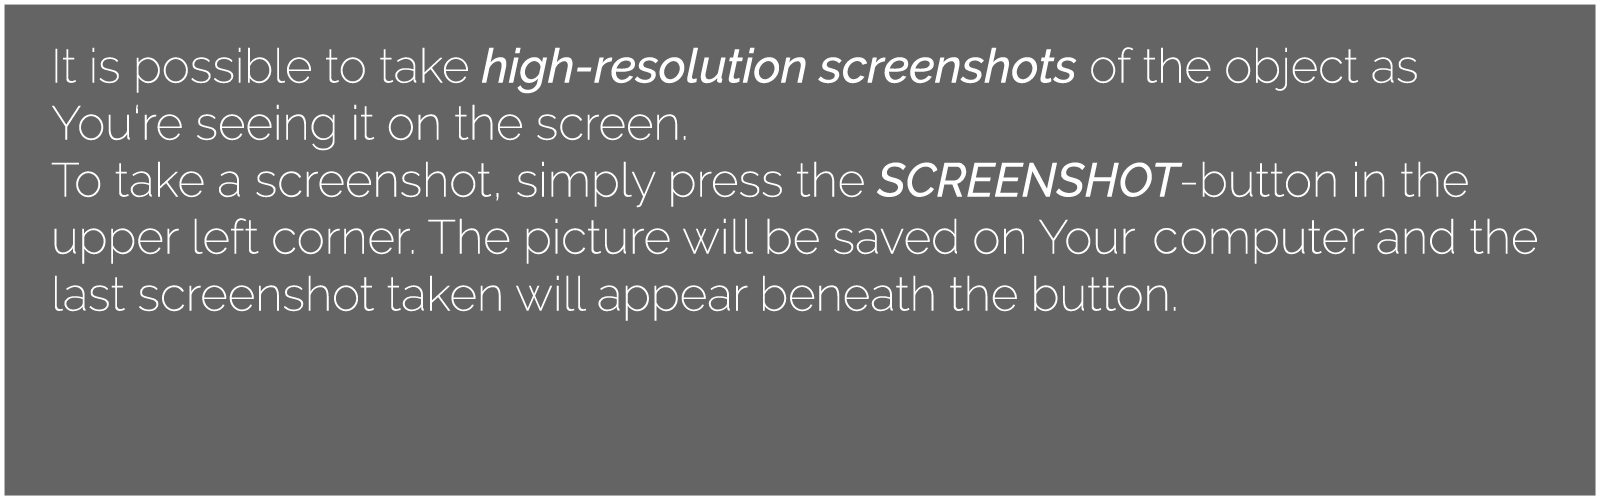 It is possible to take high-resolution screenshots of the object as
You're seeing it on the screen.
To take a screenshot, simply press the SCREENSHOT-button in the
upper left corner. The picture will be saved on Your computer and the
last screenshot taken will appear beneath the button.